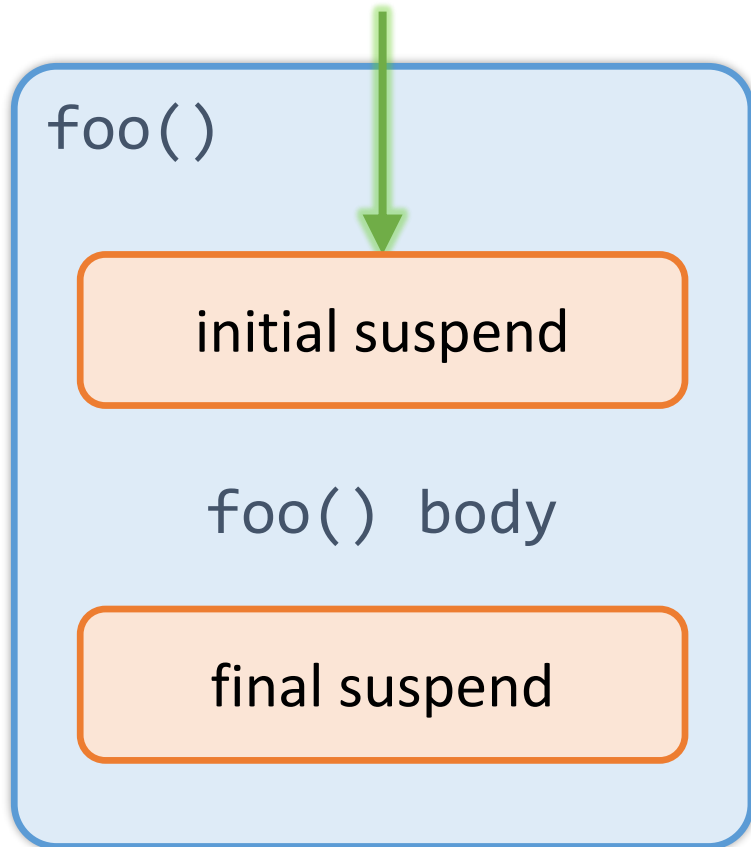 foo()
initial suspend
foo() body
final suspend